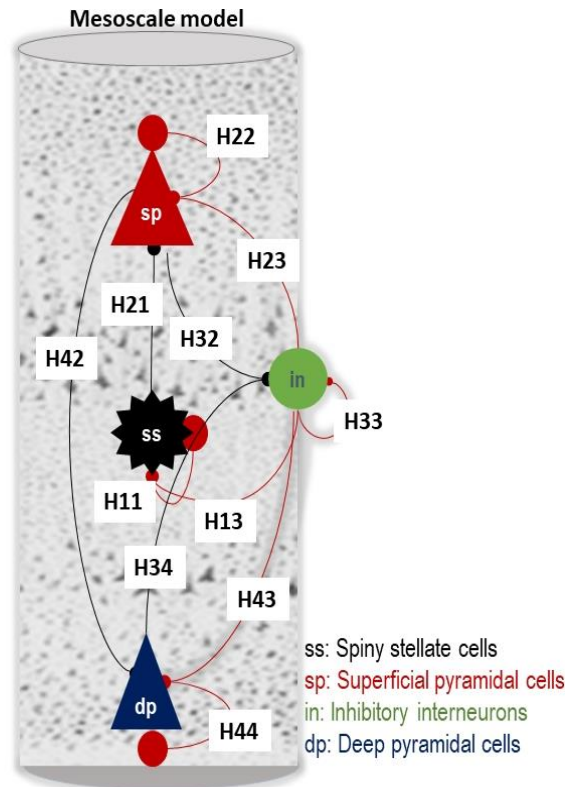 Mesoscale model
H22
sp
H23
H21
H32
H42
in
H33
ss
H11
H13
H34
H43
ss: Spiny stellate cells
sp: Superficial pyramidal cells
in: Inhibitory interneurons
dp: Deep pyramidal cells
dp
H44